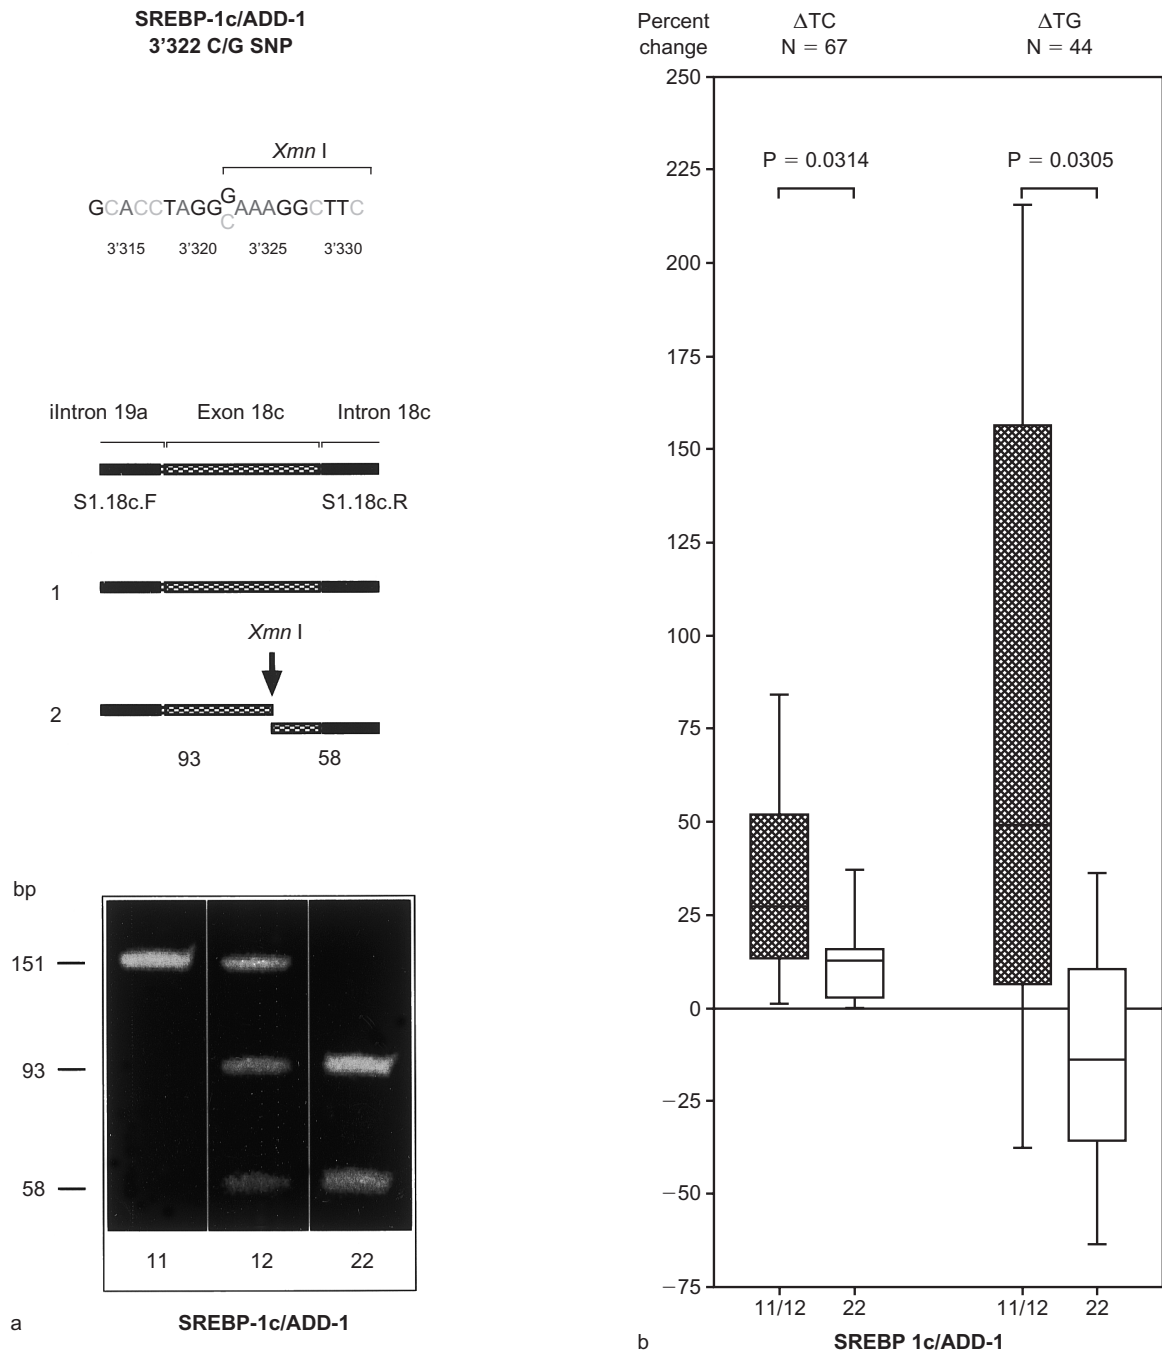 SREBP-1c/ADD-1
3'322 C/G SNP
Xmn I
G
GCACCTAGG AAAGGCTTC
C
3'315 3'320 3'325 3'330
iIntron 19a Exon 18c Intron 18c
S1.18c.F S1.18c.R
1
Xmn I
2
93 58
bp
151
93
58
11 12 22
a SREBP-1c/ADD-1
Percent change
ΔTC
N = 67
ΔTG
N = 44
250
225
200
175
150
125
100
75
50
25
0
−25
−50
−75
P = 0.0314 P = 0.0305
11/12 22 11/12 22
b SREBP 1c/ADD-1